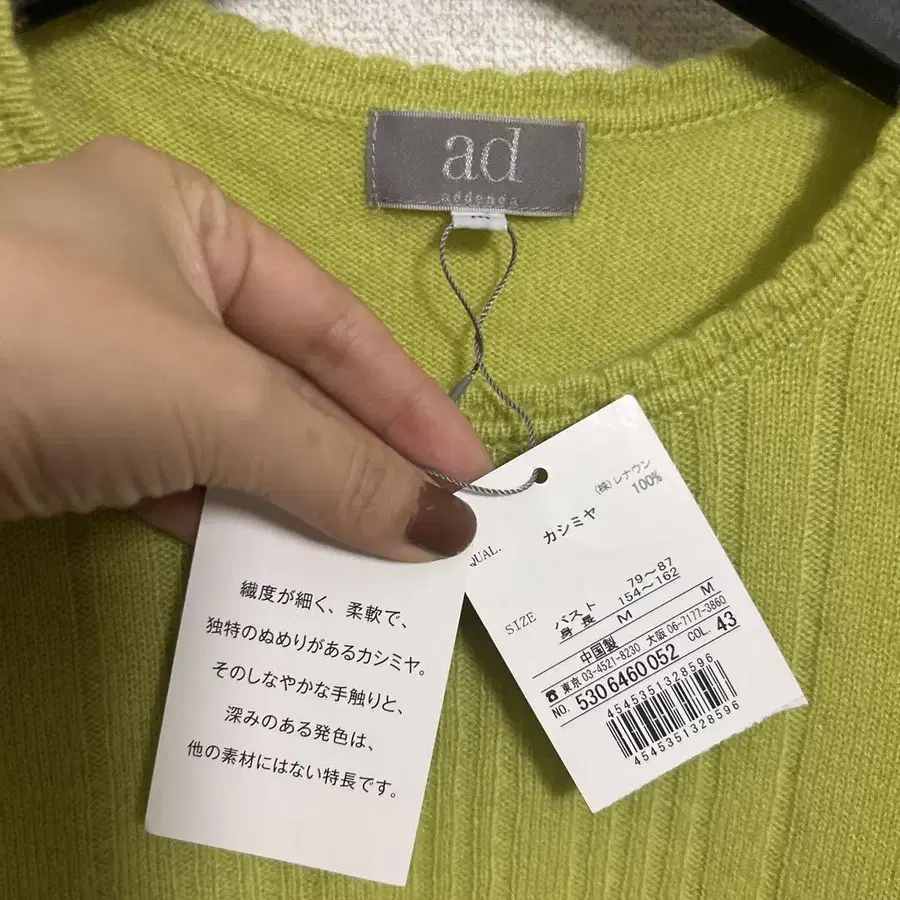 ad
addenda
繊度が細く、柔軟で、
独特のぬめりがあるカシミヤ。
そのしなやかな手触りと、
深みのある発色は、
他の素材にはない特長です。
(株)レナウン
QUAL. カシミヤ 100%
SIZE バスト 79〜87
身長 154〜162
M M
中国製
☎ 東京 03-4521-8230 大阪 06-7177-3860
NO. 530 6460 052 COL. 43
4545351328596
4545351328596